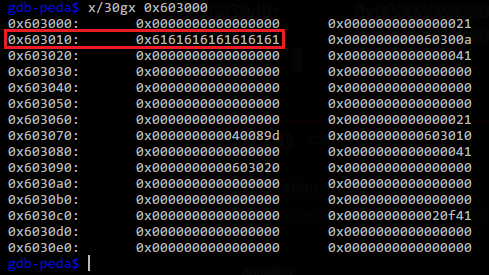 gdb-peda$ x/30gx 0x603000
0x603000: 0x0000000000000000 0x0000000000000021
0x603010: 0x6161616161616161 0x000000000060300a
0x603020: 0x0000000000000000 0x0000000000000041
0x603030: 0x0000000000000000 0x0000000000000000
0x603040: 0x0000000000000000 0x0000000000000000
0x603050: 0x0000000000000000 0x0000000000000000
0x603060: 0x0000000000000000 0x0000000000000021
0x603070: 0x000000000040089d 0x0000000000603010
0x603080: 0x0000000000000000 0x0000000000000041
0x603090: 0x0000000000603020 0x0000000000000000
0x6030a0: 0x0000000000000000 0x0000000000000000
0x6030b0: 0x0000000000000000 0x0000000000000000
0x6030c0: 0x0000000000000000 0x0000000000020f41
0x6030d0: 0x0000000000000000 0x0000000000000000
0x6030e0: 0x0000000000000000 0x0000000000000000
gdb-peda$